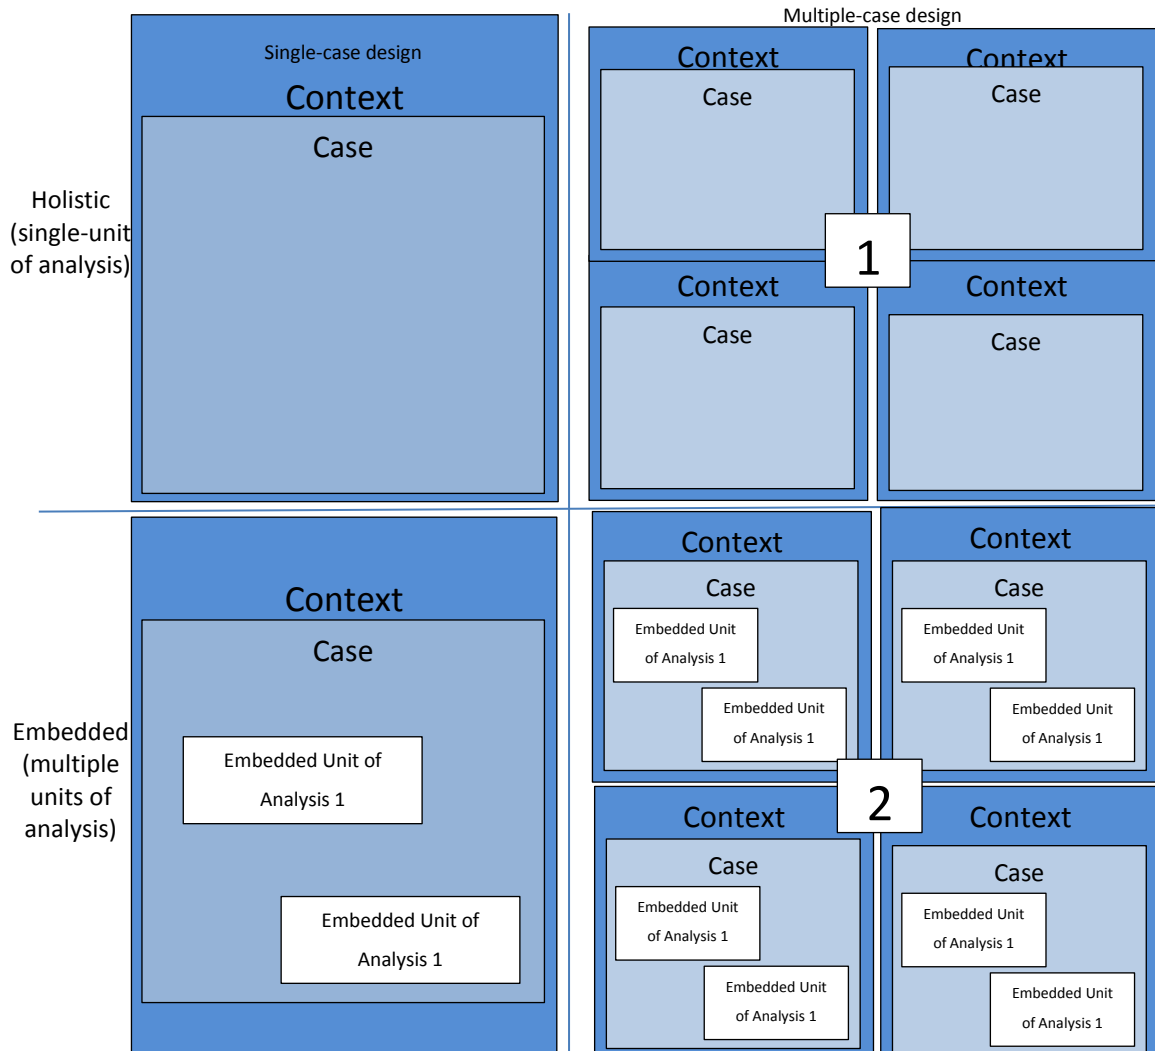 Single-case design
Context
Case
Holistic
(single-unit
of analysis)
Multiple-case design
Context
Case
Context
Case
1
Context
Case
Context
Case
Embedded
(multiple
units of
analysis)
Context
Case
Embedded Unit of
Analysis 1
Embedded Unit of
Analysis 1
Context
Case
Embedded Unit
of Analysis 1
Embedded Unit
of Analysis 1
Context
Case
Embedded Unit
of Analysis 1
Embedded Unit
of Analysis 1
2
Context
Case
Embedded Unit
of Analysis 1
Embedded Unit
of Analysis 1
Context
Case
Embedded Unit
of Analysis 1
Embedded Unit
of Analysis 1